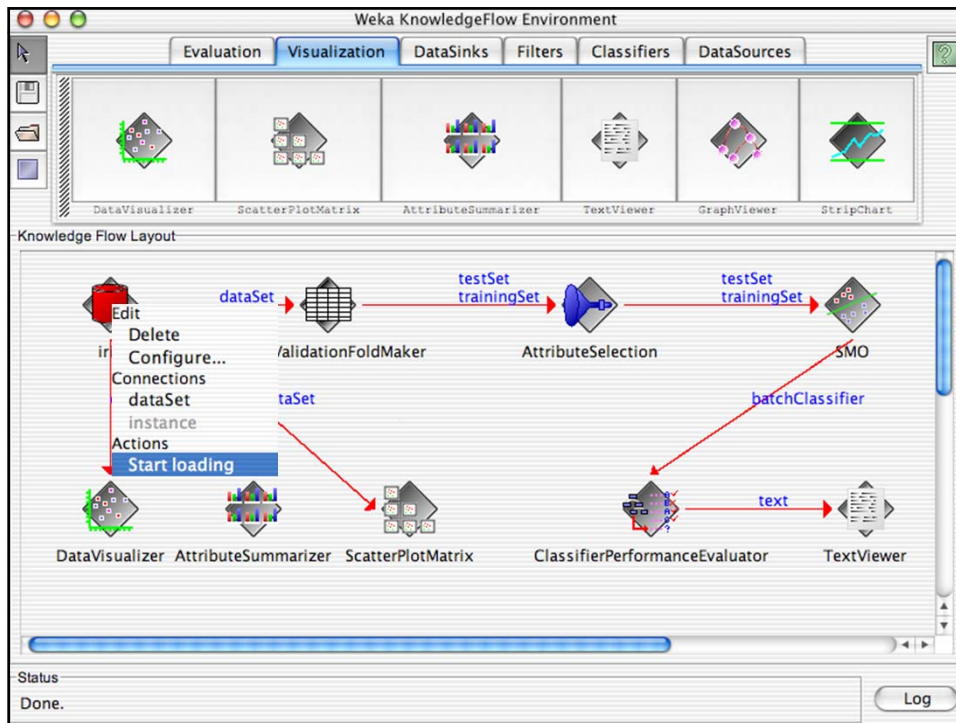 Weka KnowledgeFlow Environment
Evaluation Visualization DataSinks Filters Classifiers DataSources
DataVisualizer ScatterPlotMatrix AttributeSummarizer TextViewer GraphViewer StripChart
Knowledge Flow Layout
dataSet testSet testSet
trainingSet trainingSet
Edit
Delete
ValidationFoldMaker AttributeSelection SMO
Configure...
Connections
dataSet batchClassifier
instance
Actions
Start loading
text
DataVisualizer AttributeSummarizer ScatterPlotMatrix ClassifierPerformanceEvaluator TextViewer
Status
Done.
Log